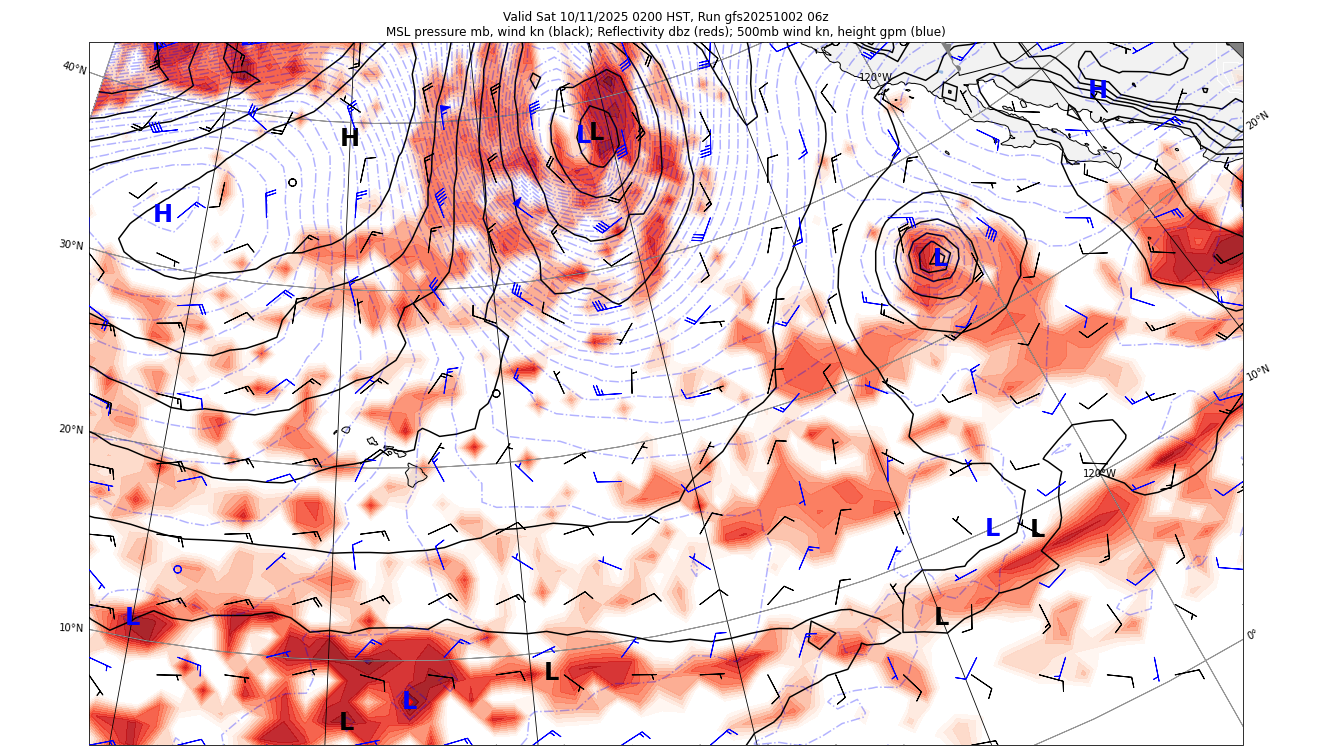 Valid Sat 10/11/2025 0200 HST, Run gfs20251002 06z
MSL pressure mb, wind kn (black); Reflectivity dbz (reds); 500mb wind kn, height gpm (blue)
40°N
120°W
H
20°N
L L
H
H
30°N
L
10°N
20°N
120°W
L L
L
L
10°N
0°
L
L
L